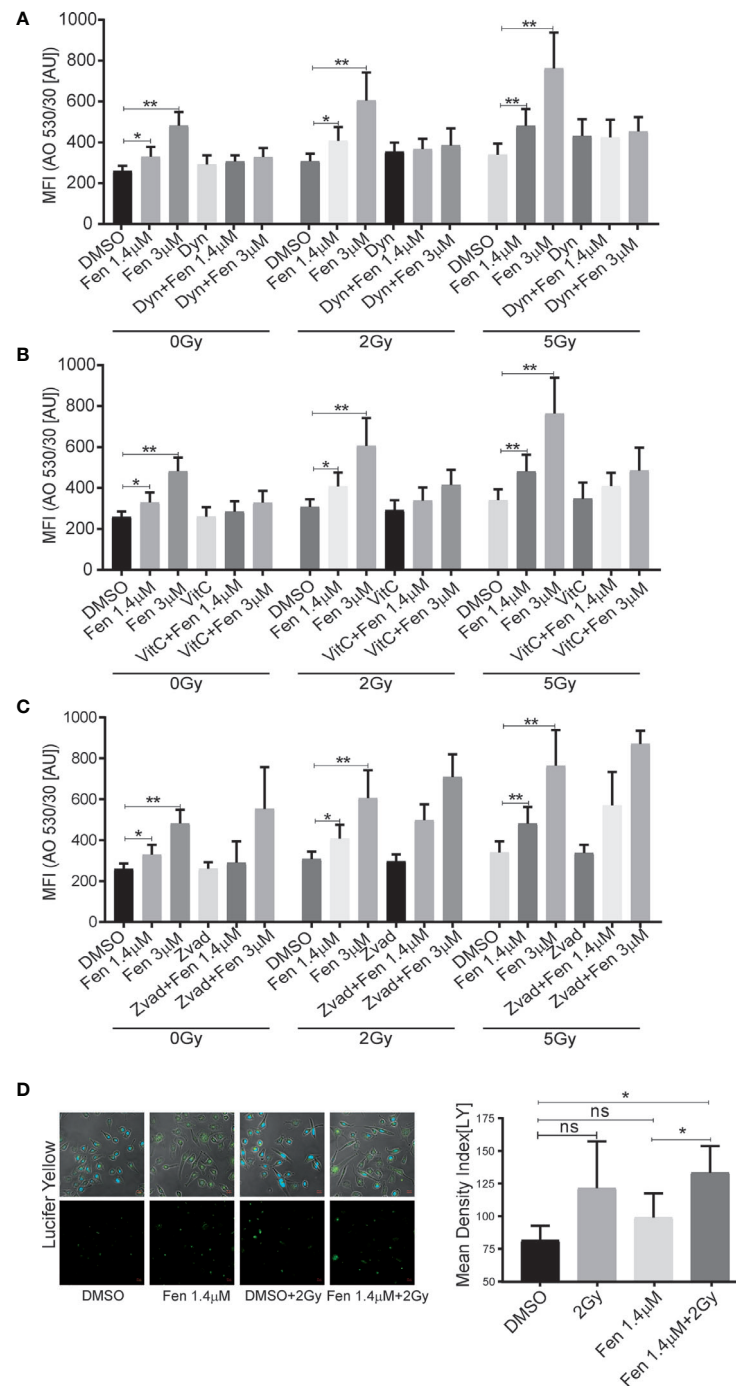 A
MFI (AO 530/30 [AU])
1000
800
600
400
200
0
**
*
**
*
**
**
DMSO
Fen 1.4μM
Fen 3μM
Dyn
Dyn+Fen 1.4μM
Dyn+Fen 3μM
DMSO
Fen 1.4μM
Fen 3μM
Dyn
Dyn+Fen 1.4μM
Dyn+Fen 3μM
DMSO
Fen 1.4μM
Fen 3μM
Dyn
Dyn+Fen 1.4μM
Dyn+Fen 3μM
0Gy
2Gy
5Gy
B
MFI (AO 530/30 [AU])
1000
800
600
400
200
0
**
*
**
*
**
**
DMSO
Fen 1.4μM
Fen 3μM
VitC
VitC+Fen 1.4μM
VitC+Fen 3μM
DMSO
Fen 1.4μM
Fen 3μM
VitC
VitC+Fen 1.4μM
VitC+Fen 3μM
DMSO
Fen 1.4μM
Fen 3μM
VitC
VitC+Fen 1.4μM
VitC+Fen 3μM
0Gy
2Gy
5Gy
C
MFI (AO 530/30 [AU])
1000
800
600
400
200
0
**
*
**
*
**
**
DMSO
Fen 1.4μM
Fen 3μM
Zvad
Zvad+Fen 1.4μM
Zvad+Fen 3μM
DMSO
Fen 1.4μM
Fen 3μM
Zvad
Zvad+Fen 1.4μM
Zvad+Fen 3μM
DMSO
Fen 1.4μM
Fen 3μM
Zvad
Zvad+Fen 1.4μM
Zvad+Fen 3μM
0Gy
2Gy
5Gy
D
Lucifer Yellow
DMSO
Fen 1.4μM
DMSO+2Gy
Fen 1.4μM+2Gy
Mean Density Index[LY]
175
150
125
100
75
50
*
ns
ns
*
DMSO
2Gy
Fen 1.4μM
Fen 1.4μM+2Gy